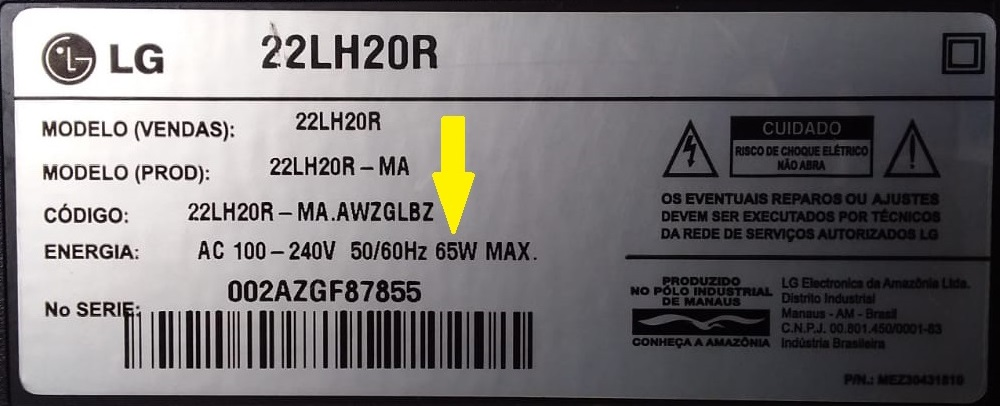 LG 22LH20R
MODELO (VENDAS): 22LH20R
MODELO (PROD): 22LH20R-MA
CÓDIGO: 22LH20R-MA.AWZGLBZ
ENERGIA: AC 100-240V 50/60Hz 65W MAX.
No SERIE: 002AZGF87855
CUIDADO
RISCO DE CHOQUE ELÉTRICO
NÃO ABRA
OS EVENTUAIS REPAROS OU AJUSTES
DEVEM SER EXECUTADOS POR TÉCNICOS
DA REDE DE SERVIÇOS AUTORIZADOS LG
PRODUZIDO
NO PÓLO INDUSTRIAL
DE MANAUS
CONHEÇA A AMAZÔNIA
LG Electronics da Amazônia Ltda.
Distrito Industrial
Manaus - AM - Brasil
C.N.P.J. 00.801.450/0001-83
Indústria Brasileira
P/N.: MEZ30431810